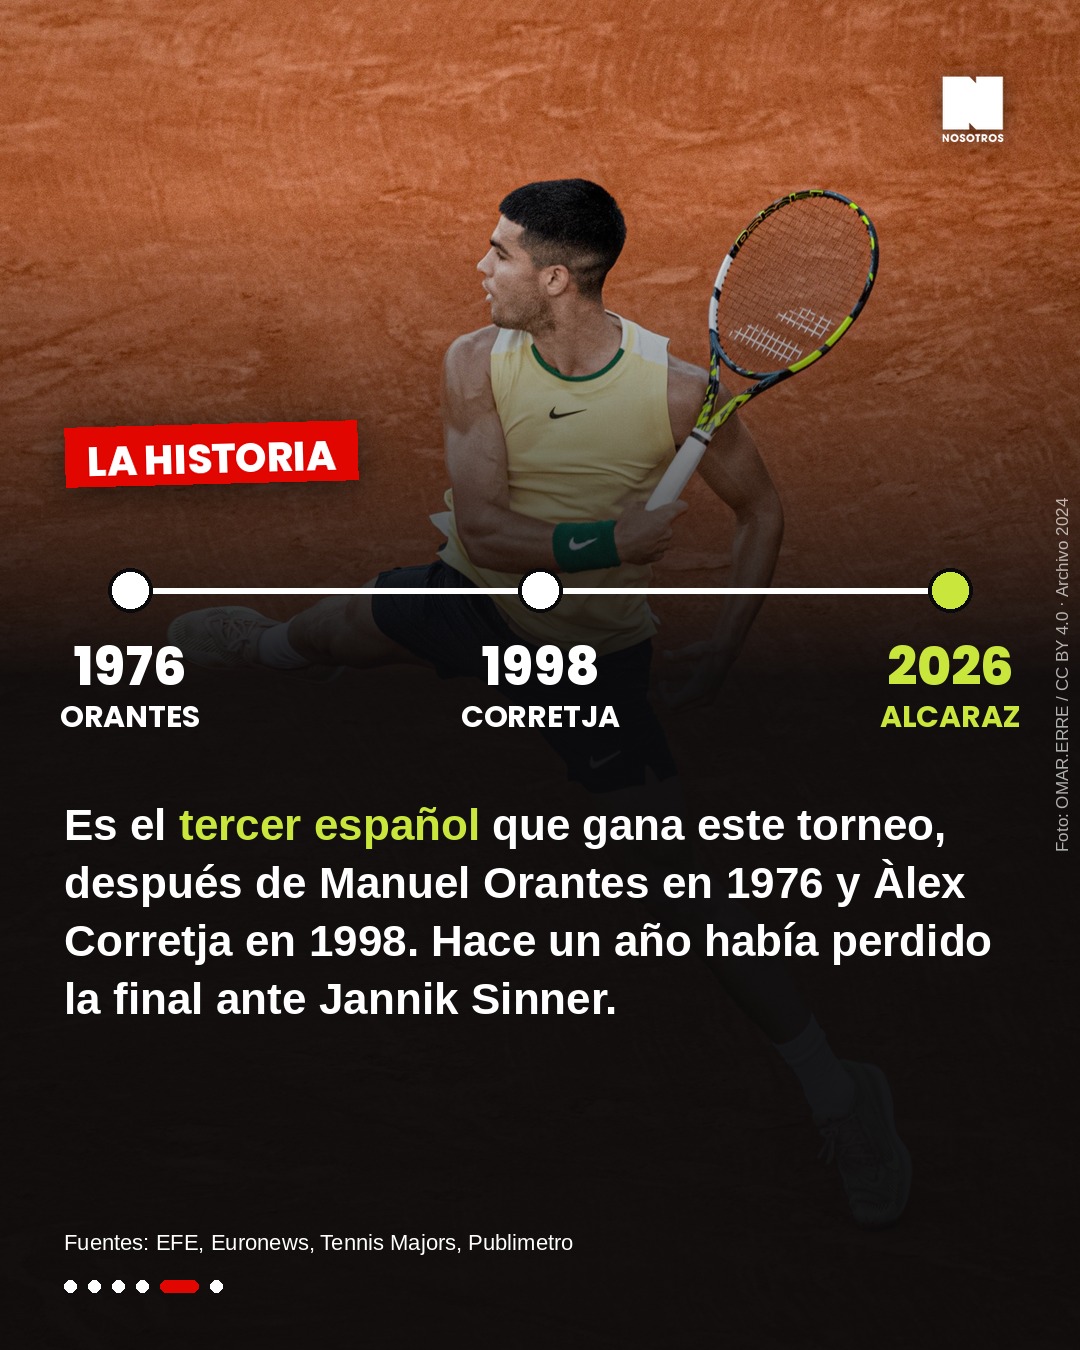 NOSOTROS
LA HISTORIA
1976
ORANTES
1998
CORRETJA
2026
ALCARAZ
Es el tercer español que gana este torneo,
después de Manuel Orantes en 1976 y Àlex
Corretja en 1998. Hace un año había perdido
la final ante Jannik Sinner.
Foto: OMAR.ERRE / CC BY 4.0 · Archivo 2024
Fuentes: EFE, Euronews, Tennis Majors, Publimetro